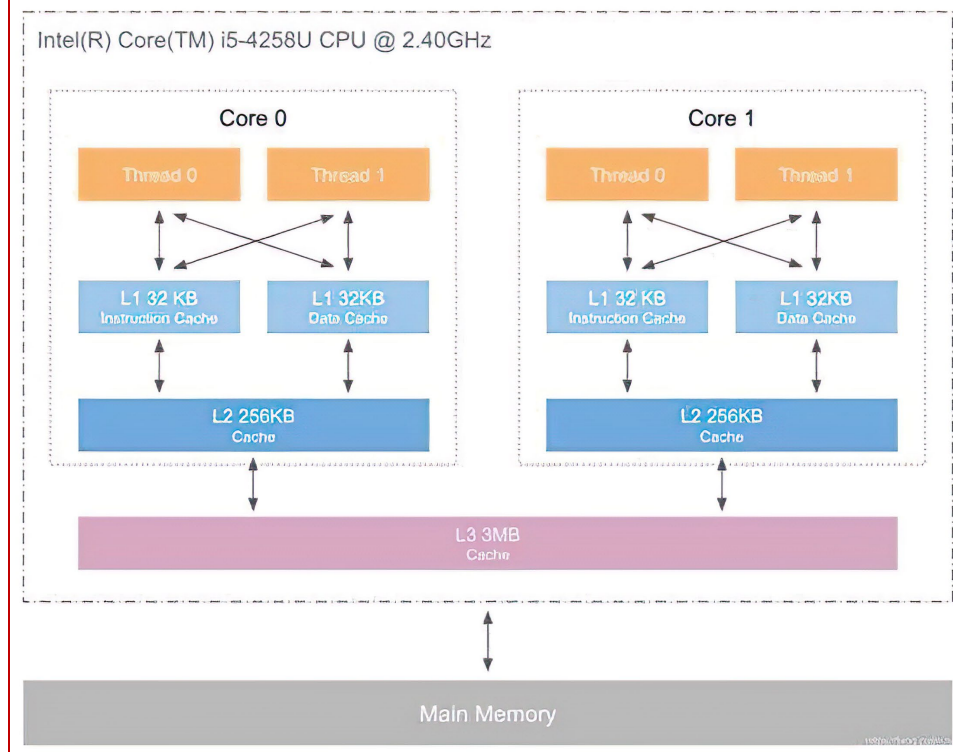 Intel(R) Core(TM) i5-4258U CPU @ 2.40GHz
Core 0
Core 1
Thread 0
Thread 1
Thread 0
Thread 1
L1 32 KB
Instruction Cache
L1 32KB
Data Cache
L1 32 KB
Instruction Cache
L1 32KB
Data Cache
L2 256KB
Cache
L2 256KB
Cache
L3 3MB
Cache
Main Memory